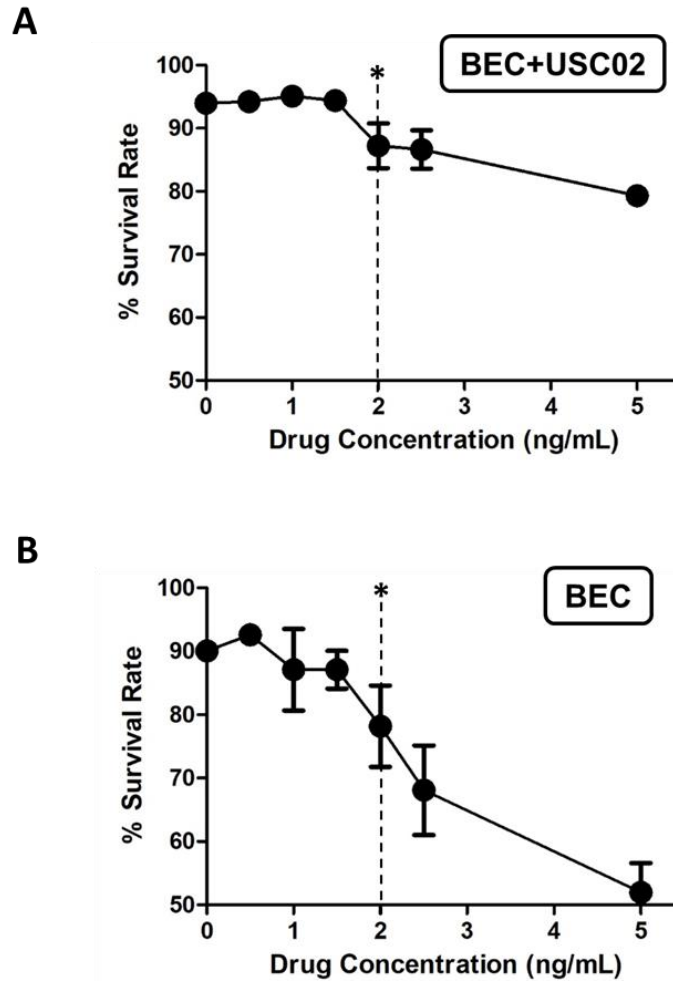 A
BEC+USC02
*
100
90
80
70
60
50
% Survival Rate
0 1 2 3 4 5
Drug Concentration (ng/mL)
B
BEC
*
100
90
80
70
60
50
% Survival Rate
0 1 2 3 4 5
Drug Concentration (ng/mL)